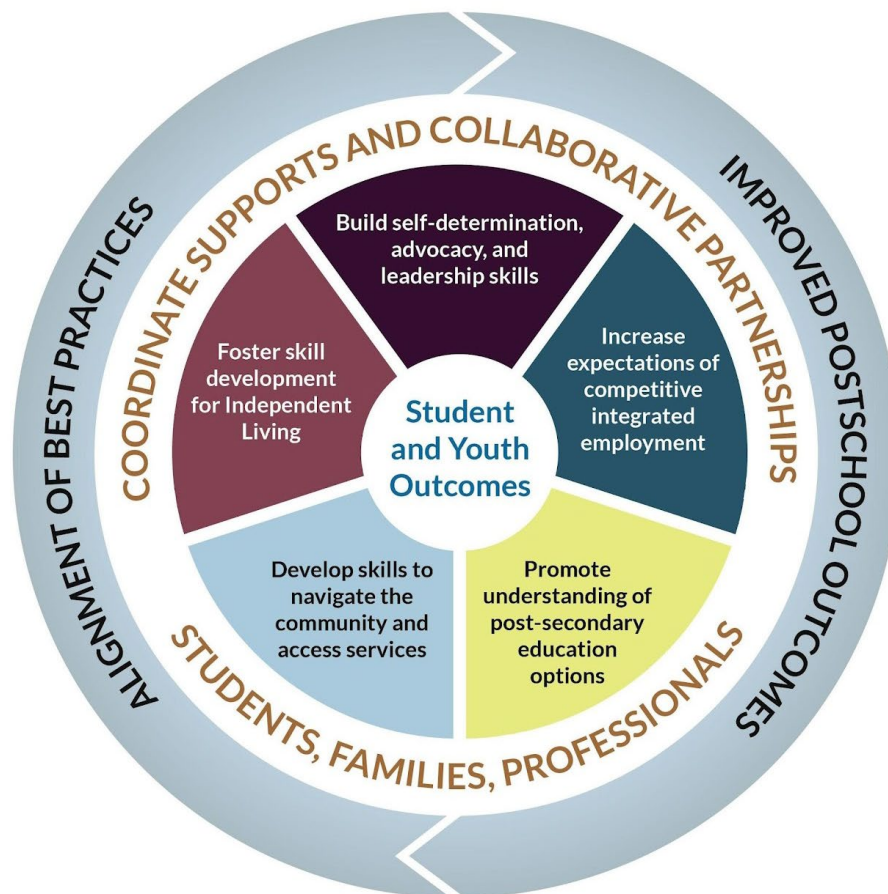 ALIGNMENT OF BEST PRACTICES
IMPROVED POSTSCHOOL OUTCOMES
COORDINATE SUPPORTS AND COLLABORATIVE PARTNERSHIPS
Build self-determination,
advocacy, and
leadership skills
Increase
expectations of
competitive
integrated
employment
Promote
understanding of
post-secondary
education
options
Develop skills to
navigate the
community and
access services
Foster skill
development
for Independent
Living
Student
and Youth
Outcomes
STUDENTS, FAMILIES, PROFESSIONALS